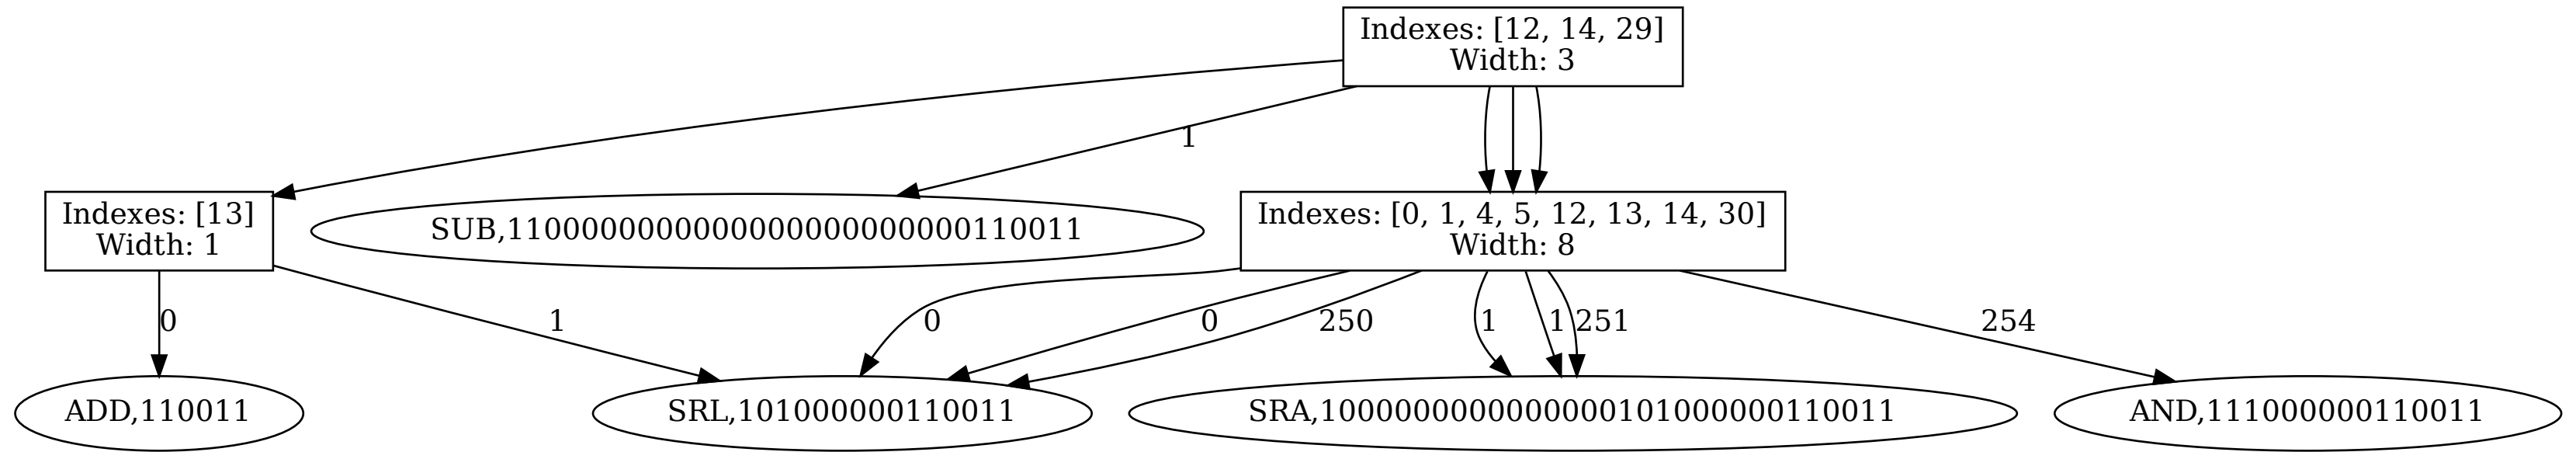 Indexes: [12, 14, 29]
Width: 3
1
Indexes: [13]
Width: 1
SUB,1100000000000000000000000110011
Indexes: [0, 1, 4, 5, 12, 13, 14, 30]
Width: 8
0
1
0
0
250
1
1
251
254
ADD,110011
SRL,101000000110011
SRA,1000000000000000101000000110011
AND,111000000110011